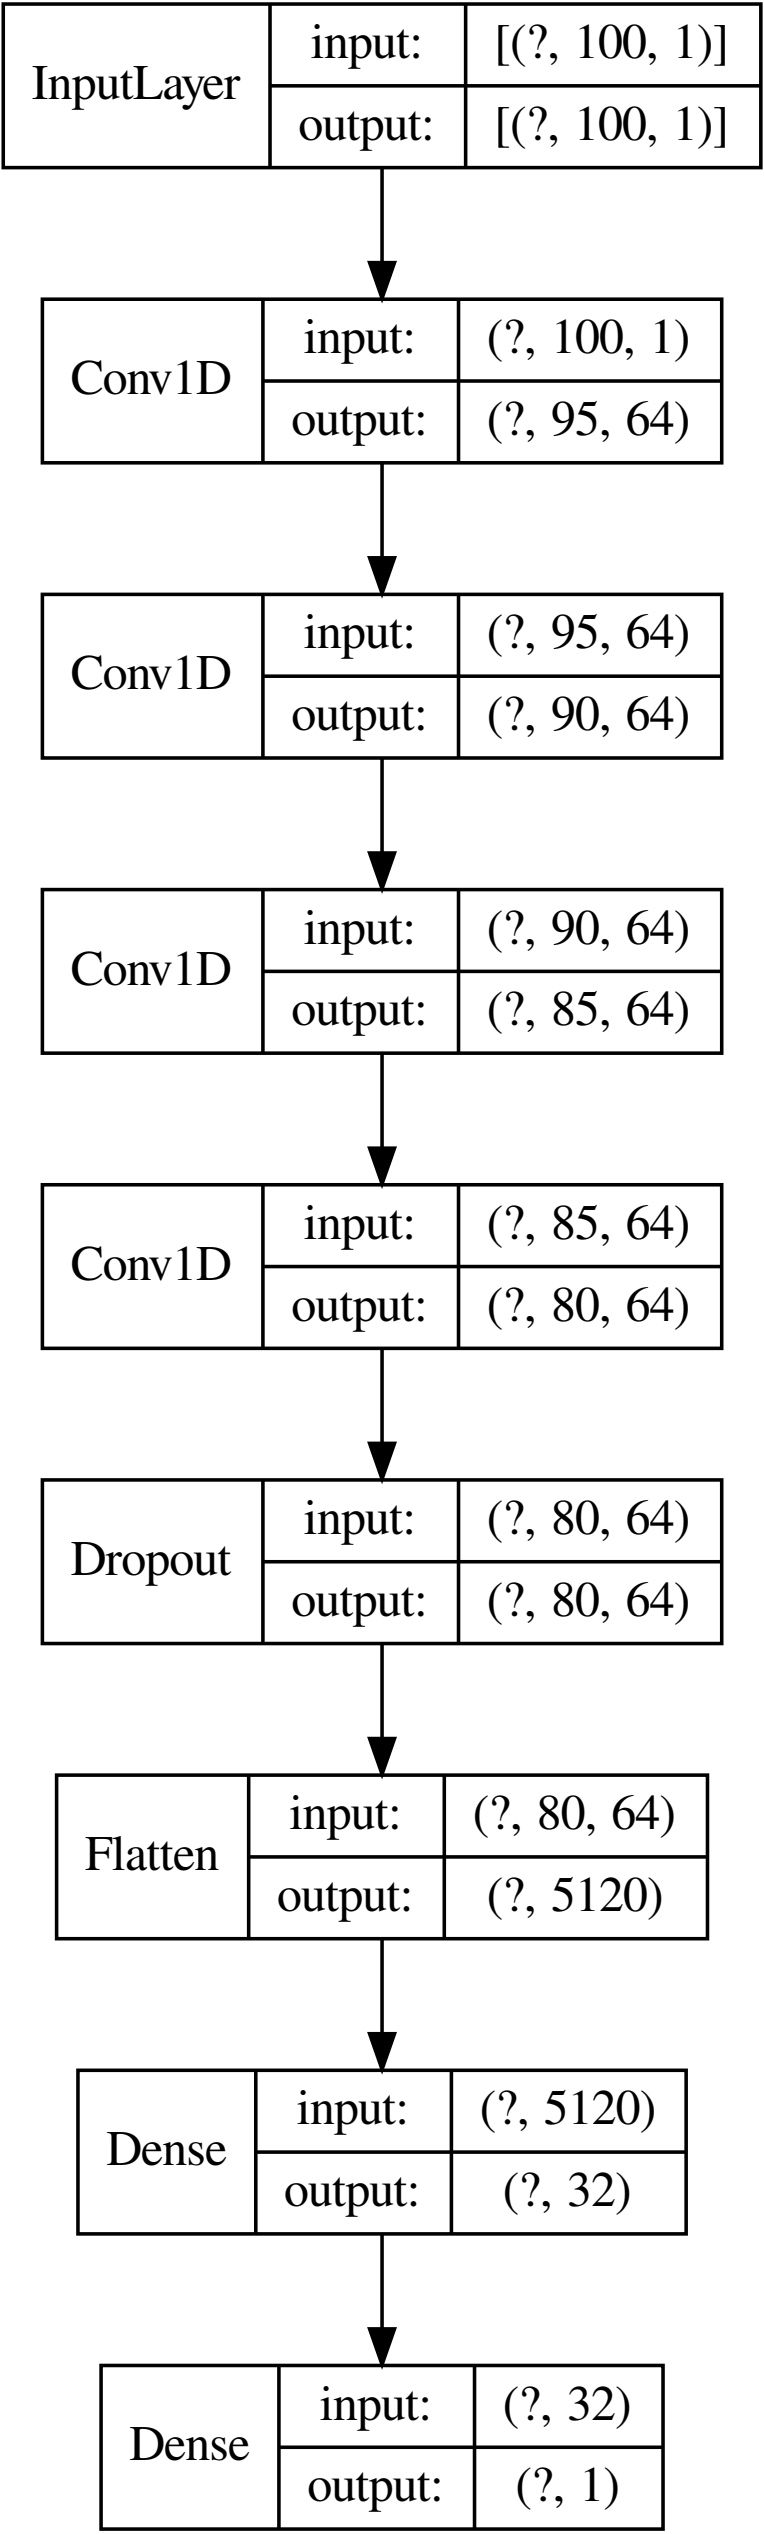 InputLayer
input: [(?, 100, 1)]
output: [(?, 100, 1)]
Conv1D
input: (?, 100, 1)
output: (?, 95, 64)
Conv1D
input: (?, 95, 64)
output: (?, 90, 64)
Conv1D
input: (?, 90, 64)
output: (?, 85, 64)
Conv1D
input: (?, 85, 64)
output: (?, 80, 64)
Dropout
input: (?, 80, 64)
output: (?, 80, 64)
Flatten
input: (?, 80, 64)
output: (?, 5120)
Dense
input: (?, 5120)
output: (?, 32)
Dense
input: (?, 32)
output: (?, 1)